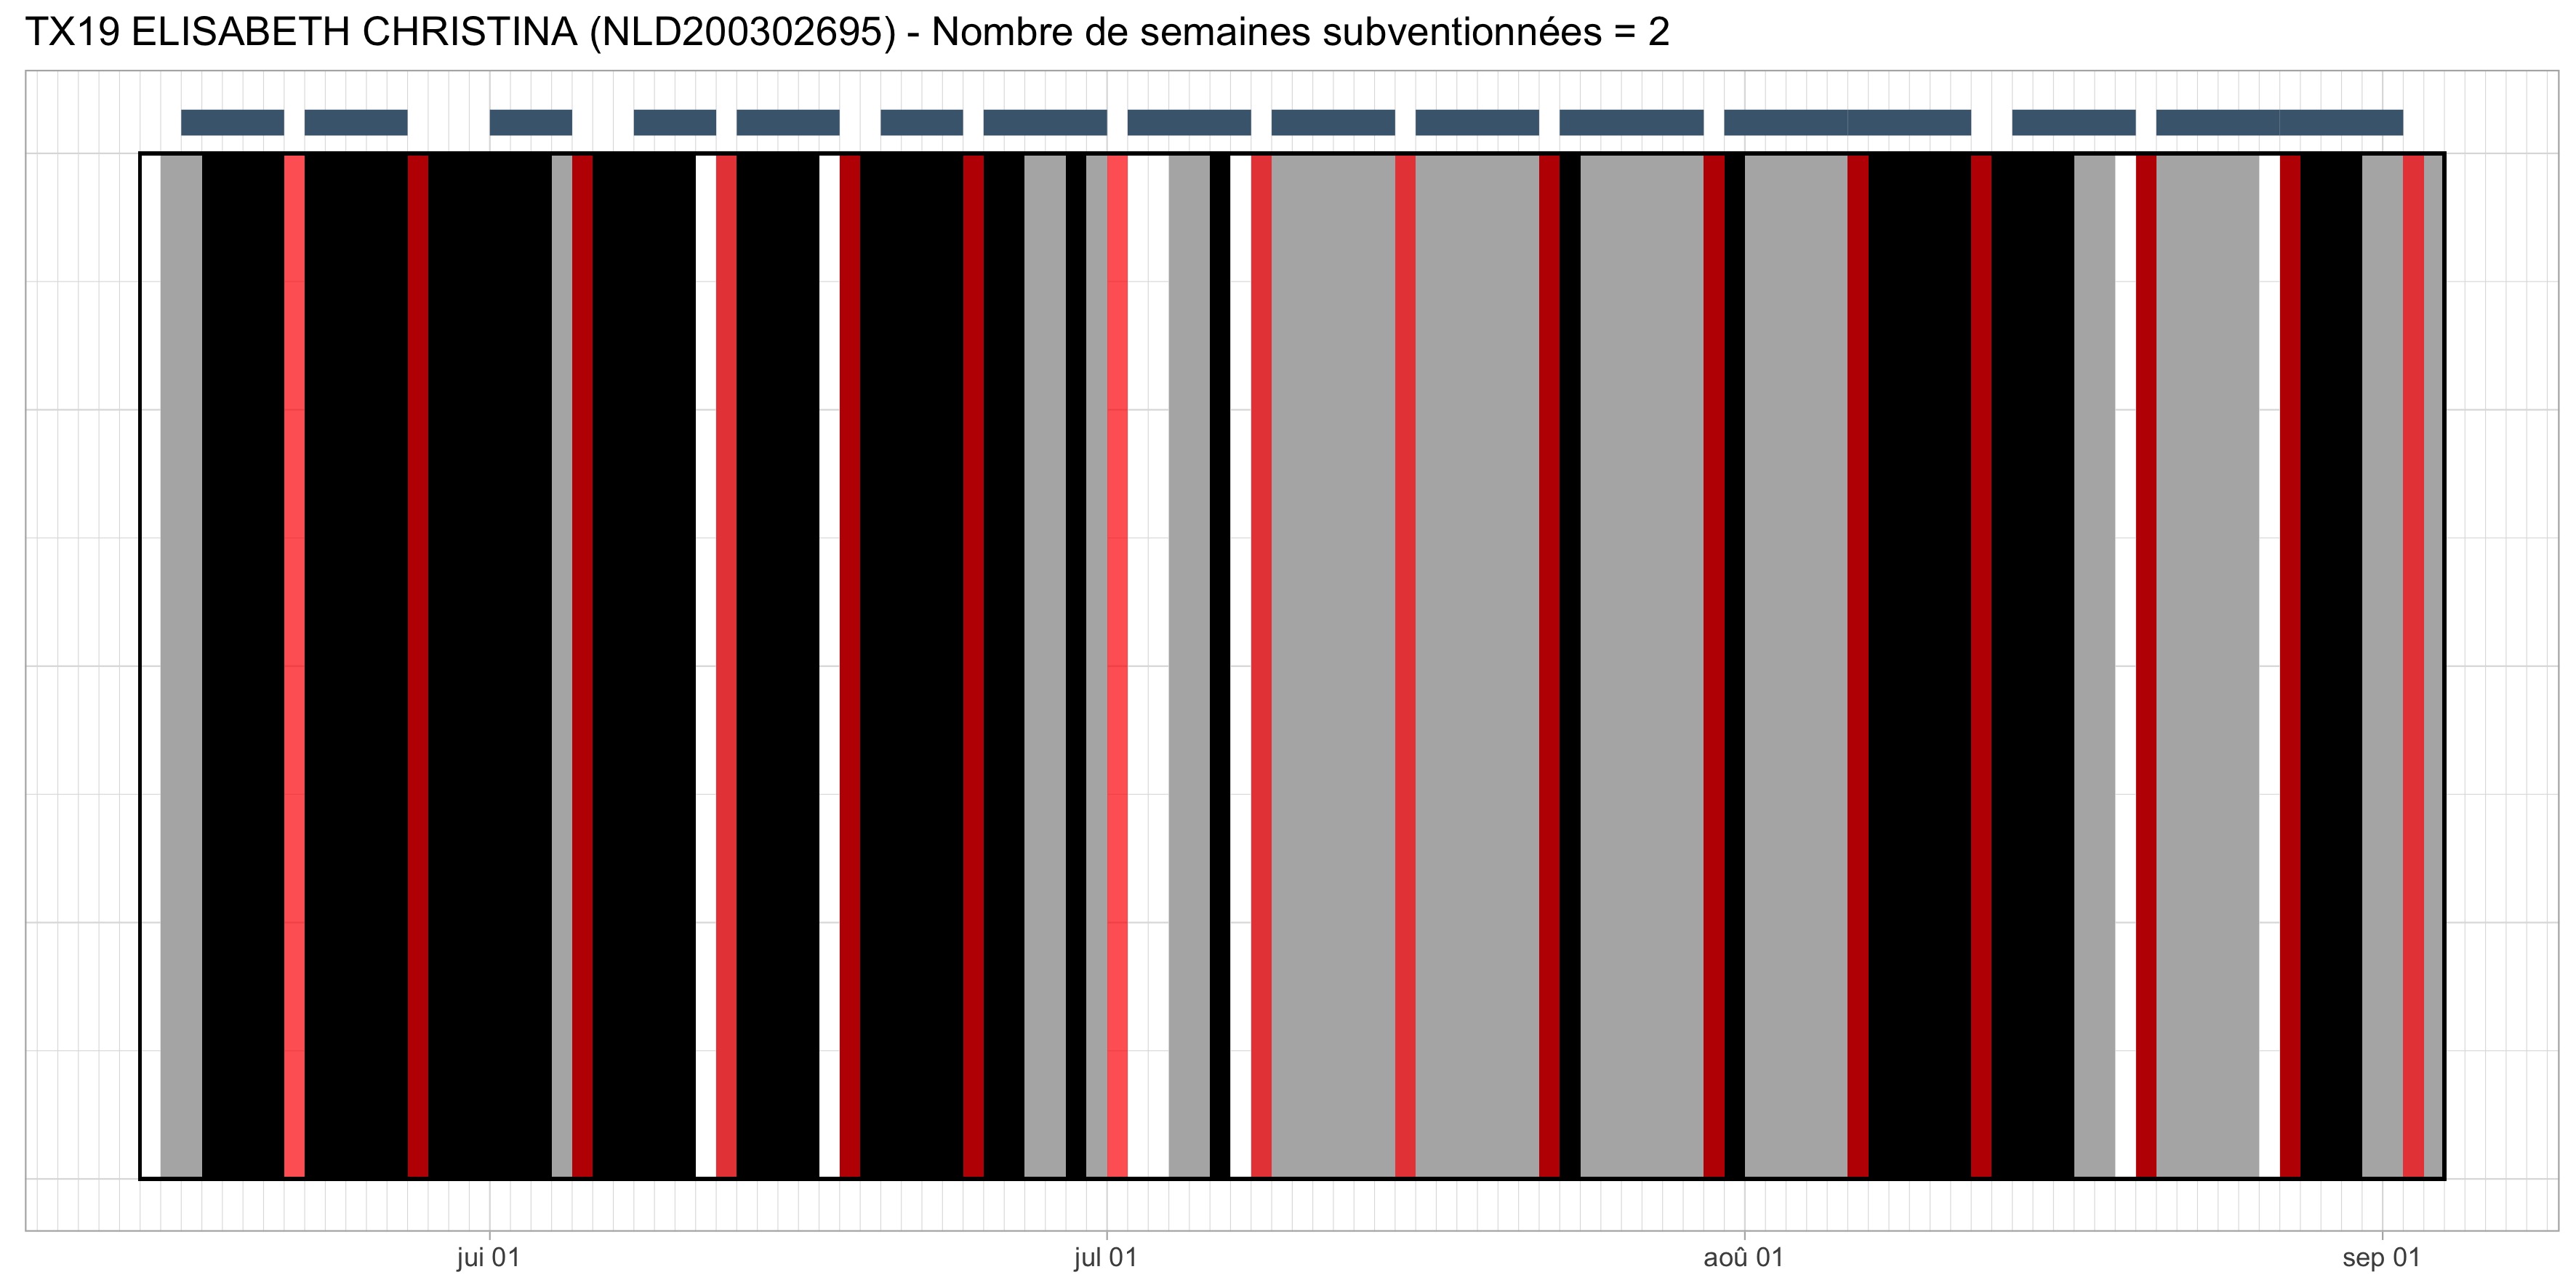 TX19 ELISABETH CHRISTINA (NLD200302695) - Nombre de semaines subventionnées = 2
jui 01
jul 01
aoû 01
sep 01